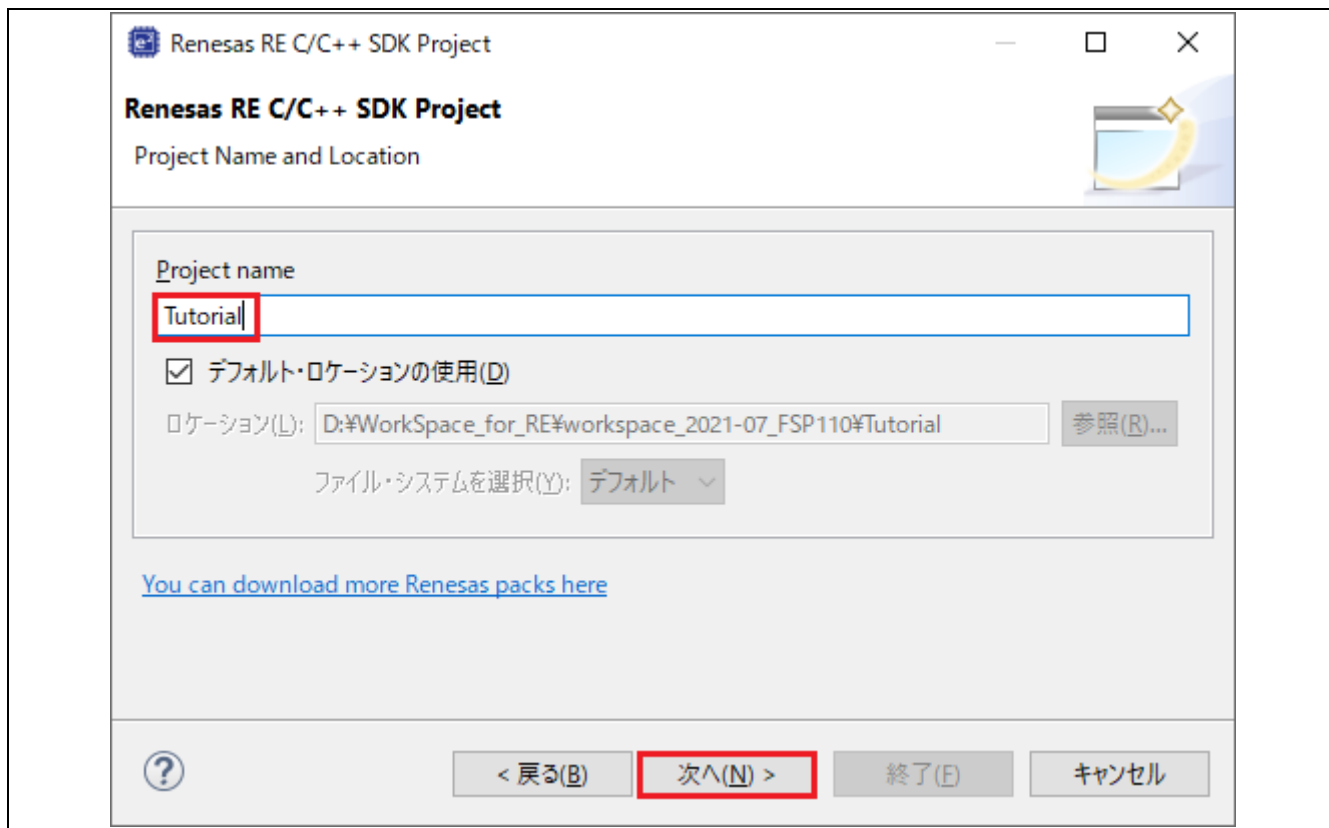 Renesas RE C/C++ SDK Project
Renesas RE C/C++ SDK Project
Project Name and Location
Project name
Tutorial
デフォルト・ロケーションの使用(D)
ロケーション(L): D:¥WorkSpace_for_RE¥workspace_2021-07_FSP110¥Tutorial 参照(R)...
ファイル・システムを選択(Y): デフォルト
You can download more Renesas packs here
? < 戻る(B) 次へ(N) > 終了(F) キャンセル